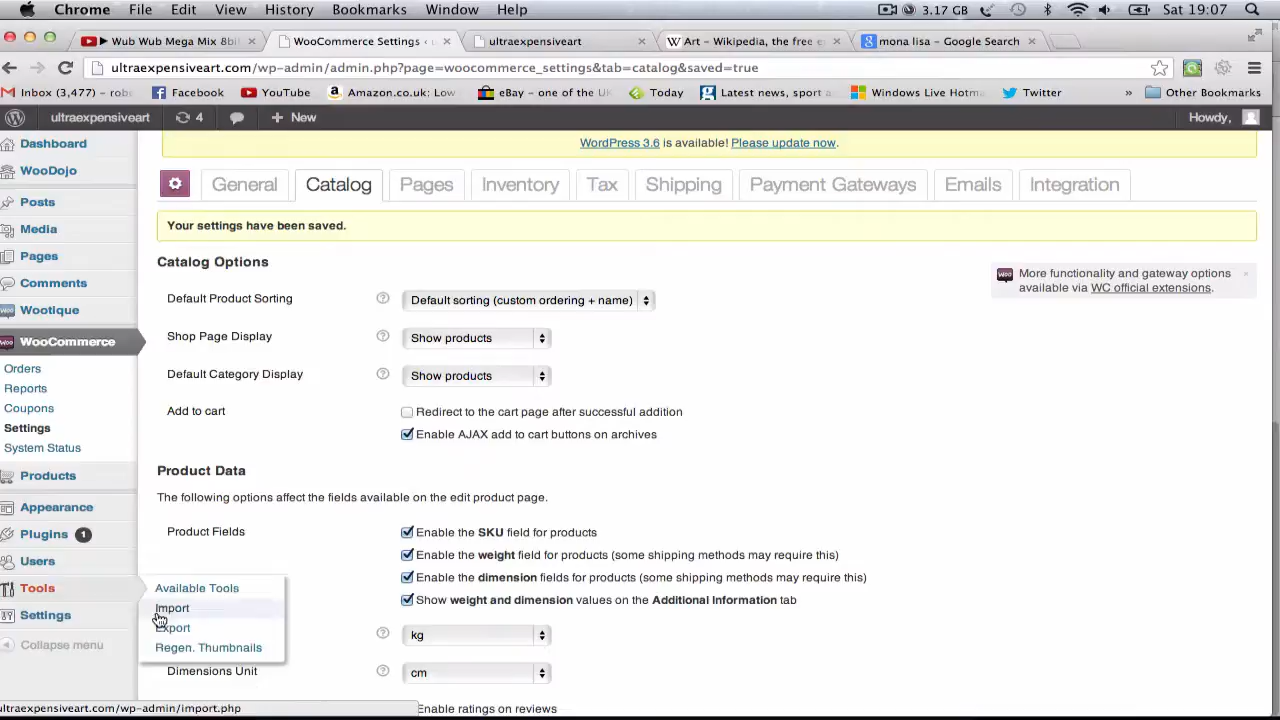 Chrome File Edit View History Bookmarks Window Help 3.17 GB Sat 19:07
Wub Wub Mega Mix 8bi WooCommerce Settings ‹ ultraexpensiveart Art – Wikipedia, the free e mona lisa – Google Search
ultraexpensiveart.com/wp-admin/admin.php?page=woocommerce_settings&tab=catalog&saved=true
Inbox (3,477) – rob Facebook YouTube Amazon.co.uk: Low eBay – one of the UK Today Latest news, sport a Windows Live Hotm Twitter » Other Bookmarks
ultraexpensiveart 4 + New Howdy,
WordPress 3.6 is available! Please update now.
Dashboard
WooDojo
Posts
Media
Pages
Comments
Wootique
WooCommerce
Orders
Reports
Coupons
Settings
System Status
Products
Appearance
Plugins 1
Users
Tools
Settings
Collapse menu
Available Tools
Import
Export
Regen. Thumbnails
General Catalog Pages Inventory Tax Shipping Payment Gateways Emails Integration
Your settings have been saved.
Catalog Options
More functionality and gateway options
available via WC official extensions.
Default Product Sorting ? Default sorting (custom ordering + name)
Shop Page Display ? Show products
Default Category Display ? Show products
Add to cart Redirect to the cart page after successful addition
Enable AJAX add to cart buttons on archives
Product Data
The following options affect the fields available on the edit product page.
Product Fields Enable the SKU field for products
Enable the weight field for products (some shipping methods may require this)
Enable the dimension fields for products (some shipping methods may require this)
Show weight and dimension values on the Additional Information tab
? kg
Dimensions Unit ? cm
Enable ratings on reviews
ultraexpensiveart.com/wp-admin/import.php